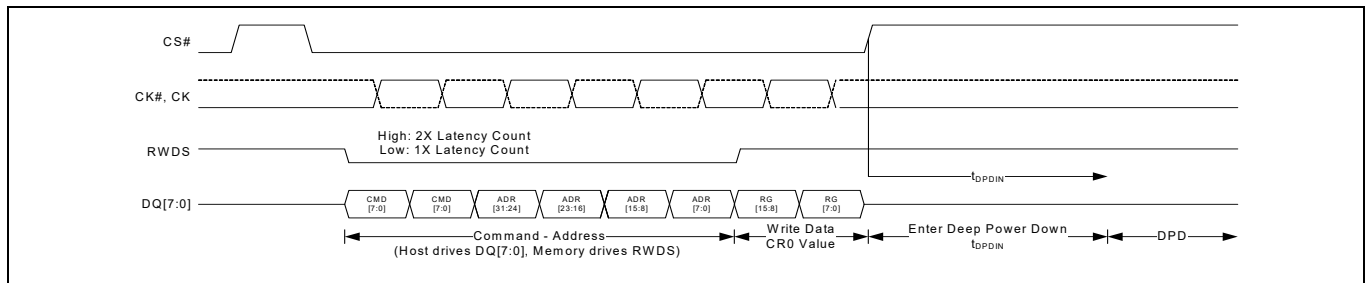 CS#
CK#, CK
High: 2X Latency Count
Low: 1X Latency Count
RWDS
tDPDIN
DQ[7:0]
CMD [7:0]
CMD [7:0]
ADR [31:24]
ADR [23:16]
ADR [15:8]
ADR [7:0]
RG [15:8]
RG [7:0]
Command - Address
(Host drives DQ[7:0], Memory drives RWDS)
Write Data
CR0 Value
Enter Deep Power Down
tDPDIN
DPD